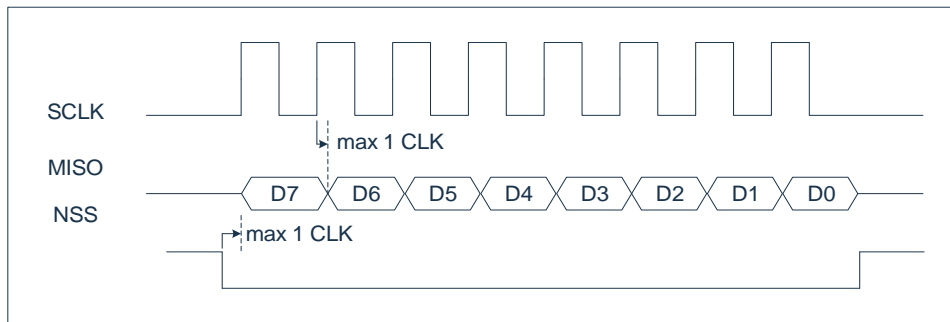 SCLK
max 1 CLK
MISO
D7 D6 D5 D4 D3 D2 D1 D0
NSS
max 1 CLK